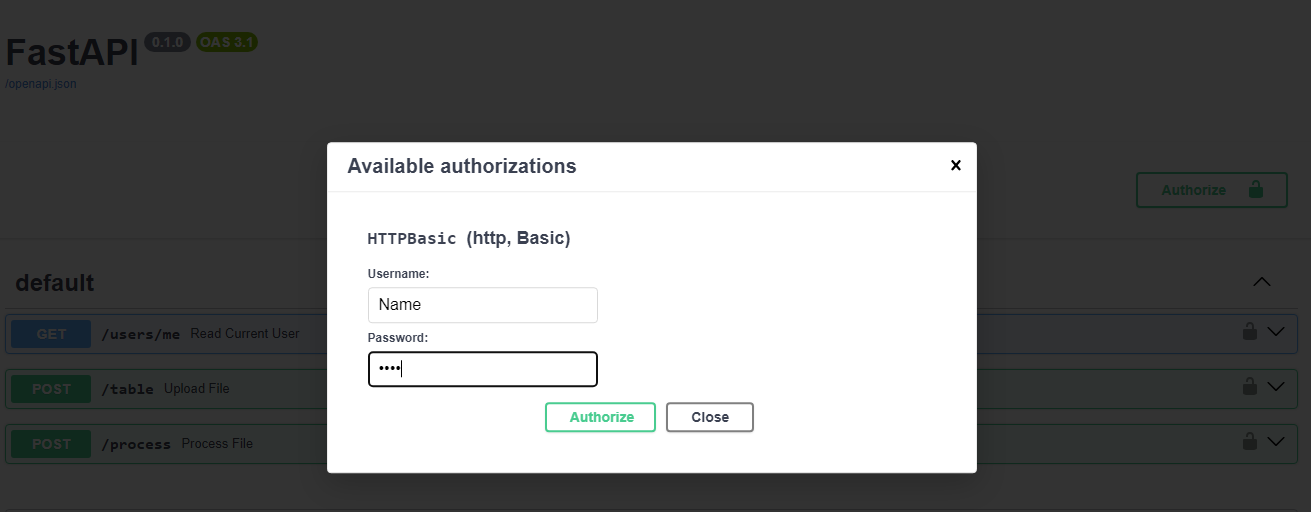 FastAPI 0.1.0 OAS 3.1
/openapi.json
Authorize
default
GET /users/me Read Current User
POST /table Upload File
POST /process Process File
Available authorizations ×
HTTPBasic (http, Basic)
Username:
Name
Password:
••••
Authorize Close